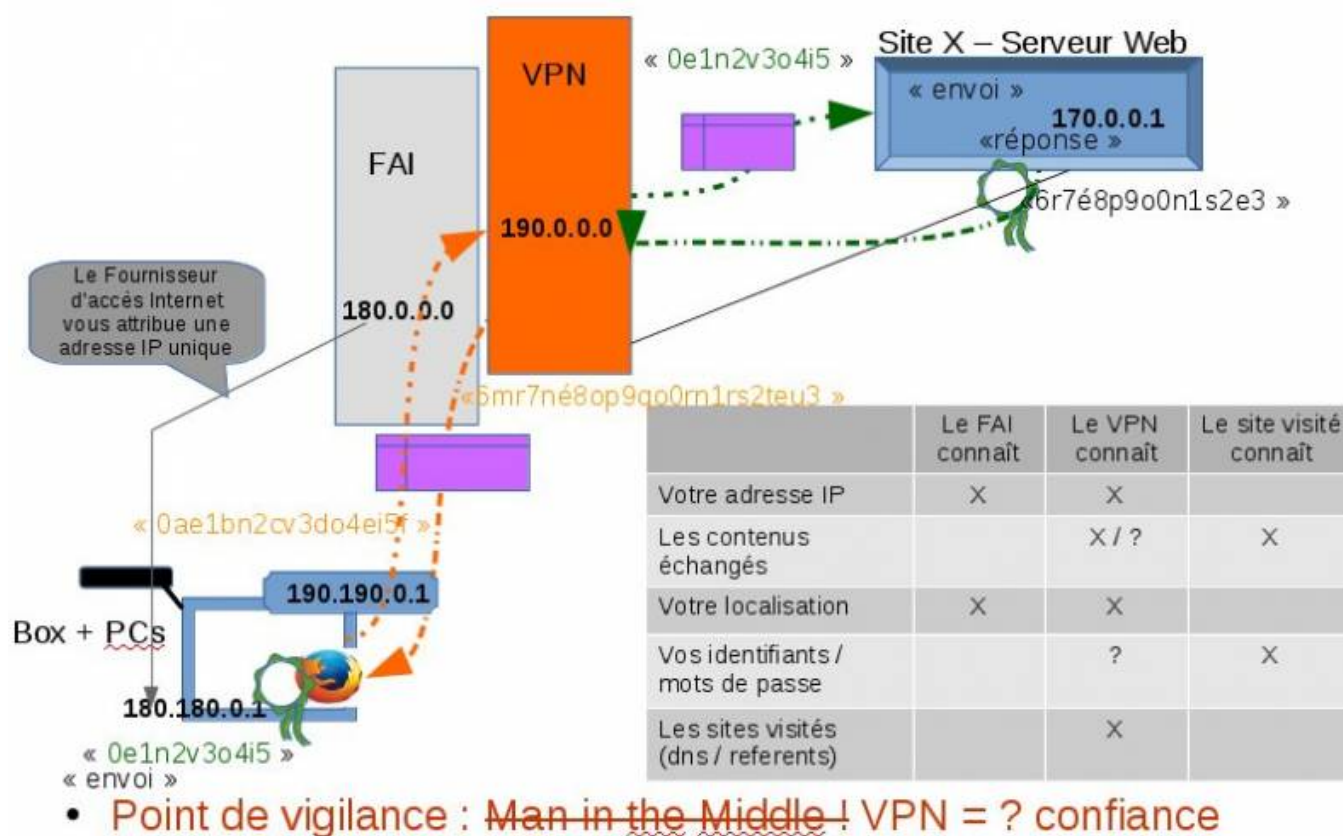 VPN
« 0e1n2v3o4i5 »
Site X – Serveur Web
« envoi »
170.0.0.1
«réponse »
«6r7é8p9o0n1s2e3 »
FAI
190.0.0.0
Le Fournisseur
d'accés Internet
vous attribue une
adresse IP unique
180.0.0.0
«6mr7né8op9qo0rn1rs2teu3 »
« 0ae1bn2cv3do4ei5f »
190.190.0.1
Box + PCs
180.180.0.1
« 0e1n2v3o4i5 »
« envoi »
Le FAI connaît Le VPN connaît Le site visité connaît
Votre adresse IP X X
Les contenus échangés X / ? X
Votre localisation X X
Vos identifiants / mots de passe ? X
Les sites visités (dns / referents) X
• Point de vigilance : Man in the Middle ! VPN = ? confiance